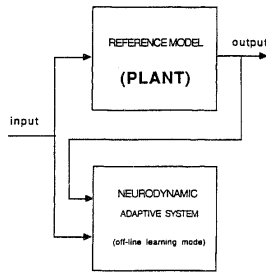 REFERENCE MODEL
output
(PLANT)
input
NEURODYNAMIC
ADAPTIVE SYSTEM
(off-line learning mode)